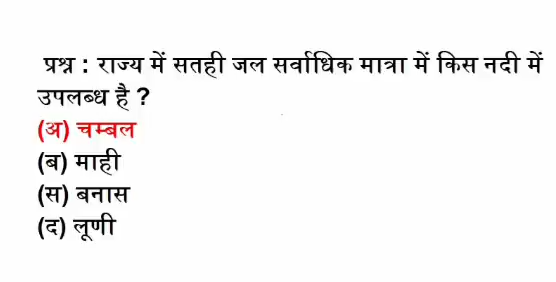 प्रश्न : राज्य में सतही जल सर्वाधिक मात्रा में किस नदी में
उपलब्ध है ?
(अ) चम्बल
(ब) माही
(स) बनास
(द) लूणी